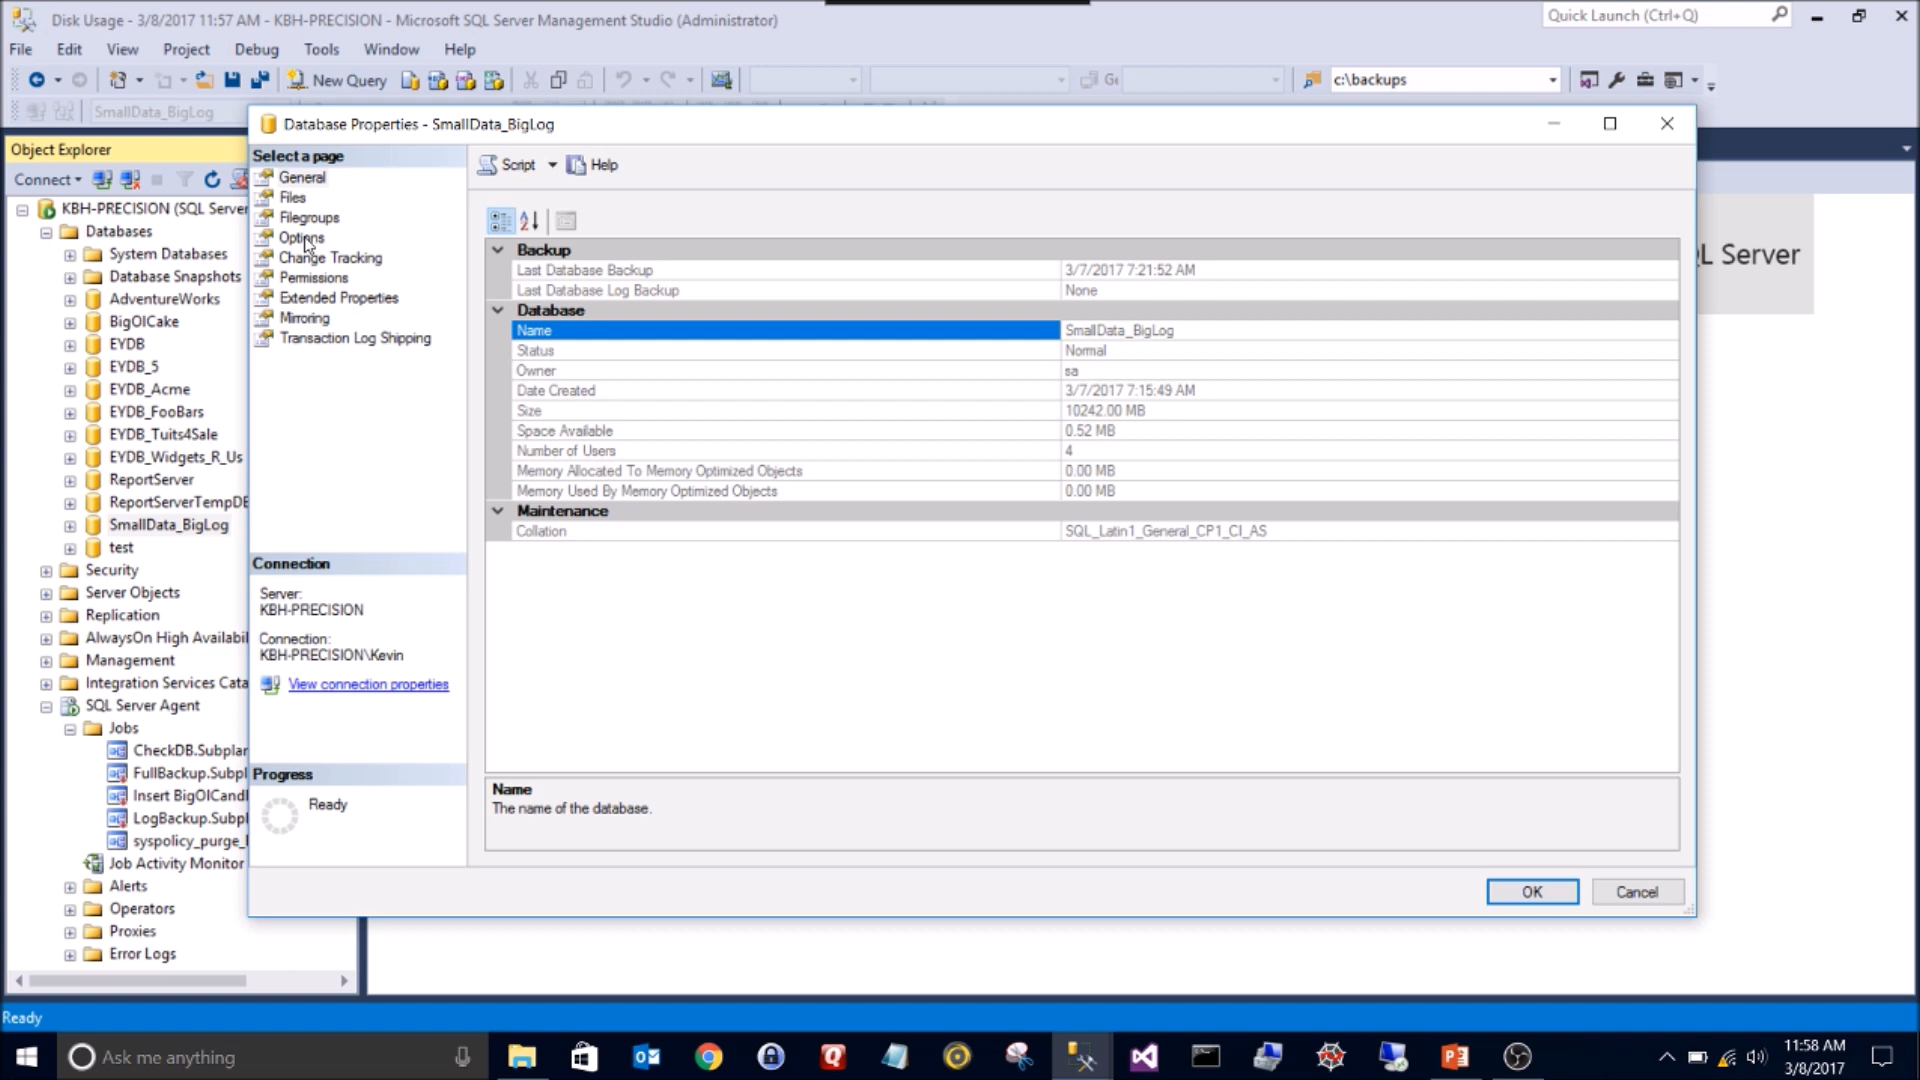 Disk Usage - 3/8/2017 11:57 AM - KBH-PRECISION - Microsoft SQL Server Management Studio (Administrator)
Quick Launch (Ctrl+Q)
File Edit View Project Debug Tools Window Help
New Query
c:\backups
SmallData_BigLog
Database Properties - SmallData_BigLog
Object Explorer
Connect
KBH-PRECISION (SQL Server
Databases
System Databases
Database Snapshots
AdventureWorks
BigOlCake
EYDB
EYDB_5
EYDB_Acme
EYDB_FooBars
EYDB_Tuits4Sale
EYDB_Widgets_R_Us
ReportServer
ReportServerTempDB
SmallData_BigLog
test
Security
Server Objects
Replication
AlwaysOn High Availabil
Management
Integration Services Cata
SQL Server Agent
Jobs
CheckDB.Subplan
FullBackup.Subpl
Insert BigOlCandl
LogBackup.Subpl
syspolicy_purge_
Job Activity Monitor
Alerts
Operators
Proxies
Error Logs
Select a page
General
Files
Filegroups
Options
Change Tracking
Permissions
Extended Properties
Mirroring
Transaction Log Shipping
Connection
Server:
KBH-PRECISION
Connection:
KBH-PRECISION\Kevin
View connection properties
Progress
Ready
Script Help
Backup
Last Database Backup 3/7/2017 7:21:52 AM
Last Database Log Backup None
Database
Name SmallData_BigLog
Status Normal
Owner sa
Date Created 3/7/2017 7:15:49 AM
Size 10242.00 MB
Space Available 0.52 MB
Number of Users 4
Memory Allocated To Memory Optimized Objects 0.00 MB
Memory Used By Memory Optimized Objects 0.00 MB
Maintenance
Collation SQL_Latin1_General_CP1_CI_AS
Name
The name of the database.
OK Cancel
L Server
Ready
Ask me anything
11:58 AM
3/8/2017